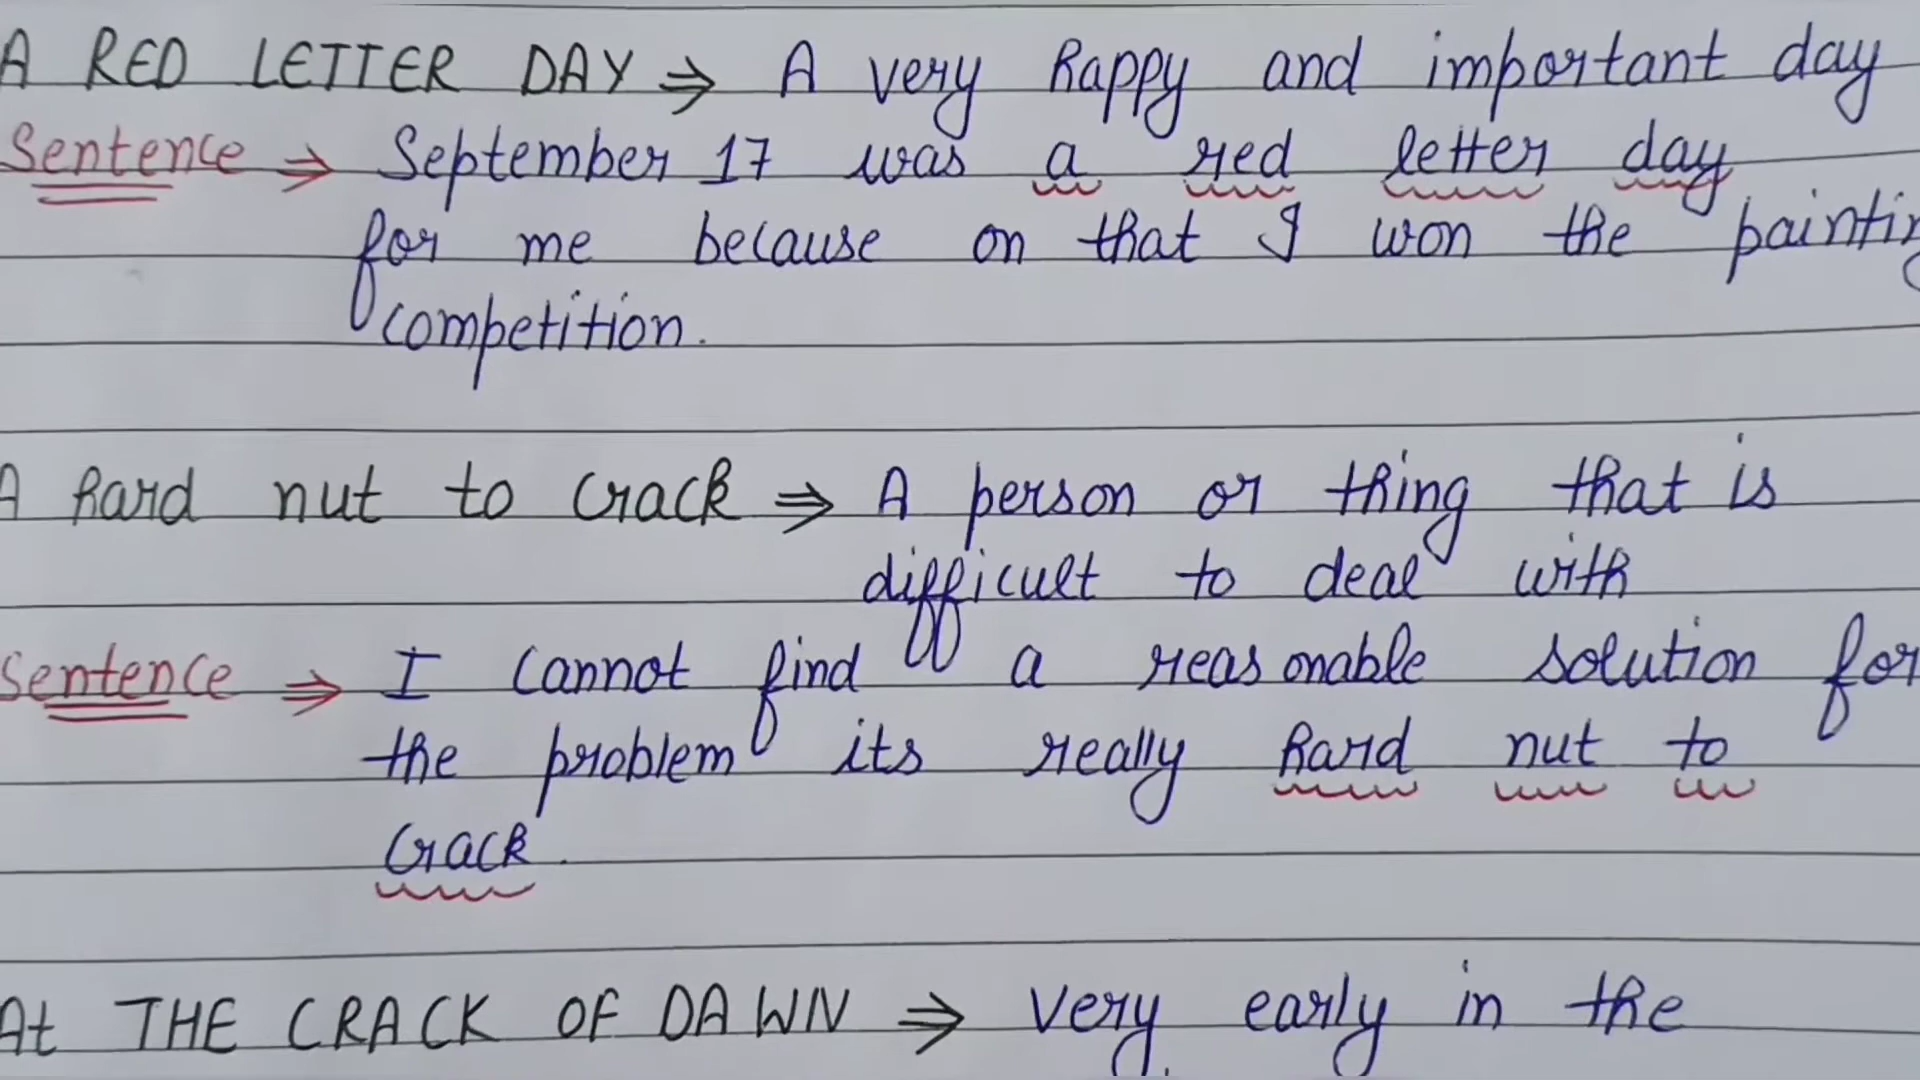 A RED LETTER DAY ⇒ A very happy and important day
Sentence ⇒ September 17 was a red letter day
for me because on that I won the paintin
competition.
A hard nut to crack ⇒ A person or thing that is
difficult to deal with
Sentence ⇒ I cannot find a reasonable solution for
the problem its really hard nut to
crack.
At THE CRACK OF DAWN ⇒ very early in the